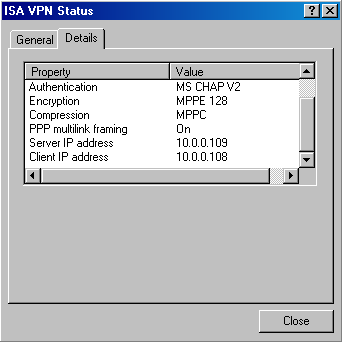 ISA VPN Status
General Details
Property Value
Authentication MS CHAP V2
Encryption MPPE 128
Compression MPPC
PPP multilink framing On
Server IP address 10.0.0.109
Client IP address 10.0.0.108
Close